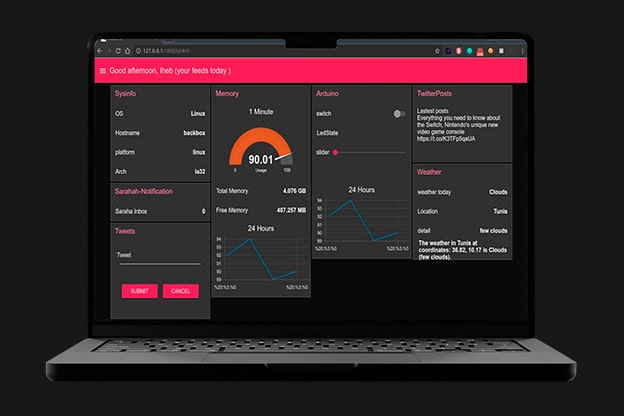 127.0.0.1:1880/ui/#/0
Good afternoon, Iheb (your feeds today )
Sysinfo
OS Linux
Hostname backbox
platform linux
Arch ia32
Sarahah-Notification
Saraha Inbox 0
Tweets
Tweet
SUBMIT CANCEL
Memory
1 Minute
90.01
0 Usage 100
Total Memory 4.076 GB
Free Memory 407.257 MB
24 Hours
94
93
92
91
90
89
%20:%3:%0 %20:%3:%0
Arduino
switch
LedState
slider
24 Hours
94
93
92
91
90
89
%20:%3:%0 %20:%3:%0
TwitterPosts
Lastest posts
Everything you need to know about
the Switch, Nintendo's unique new
video game console
https://t.co/K3TFp5qaUA
Weather
weather today Clouds
Location Tunis
detail few clouds
The weather in Tunis at
coordinates: 36.82, 10.17 is Clouds
(few clouds).